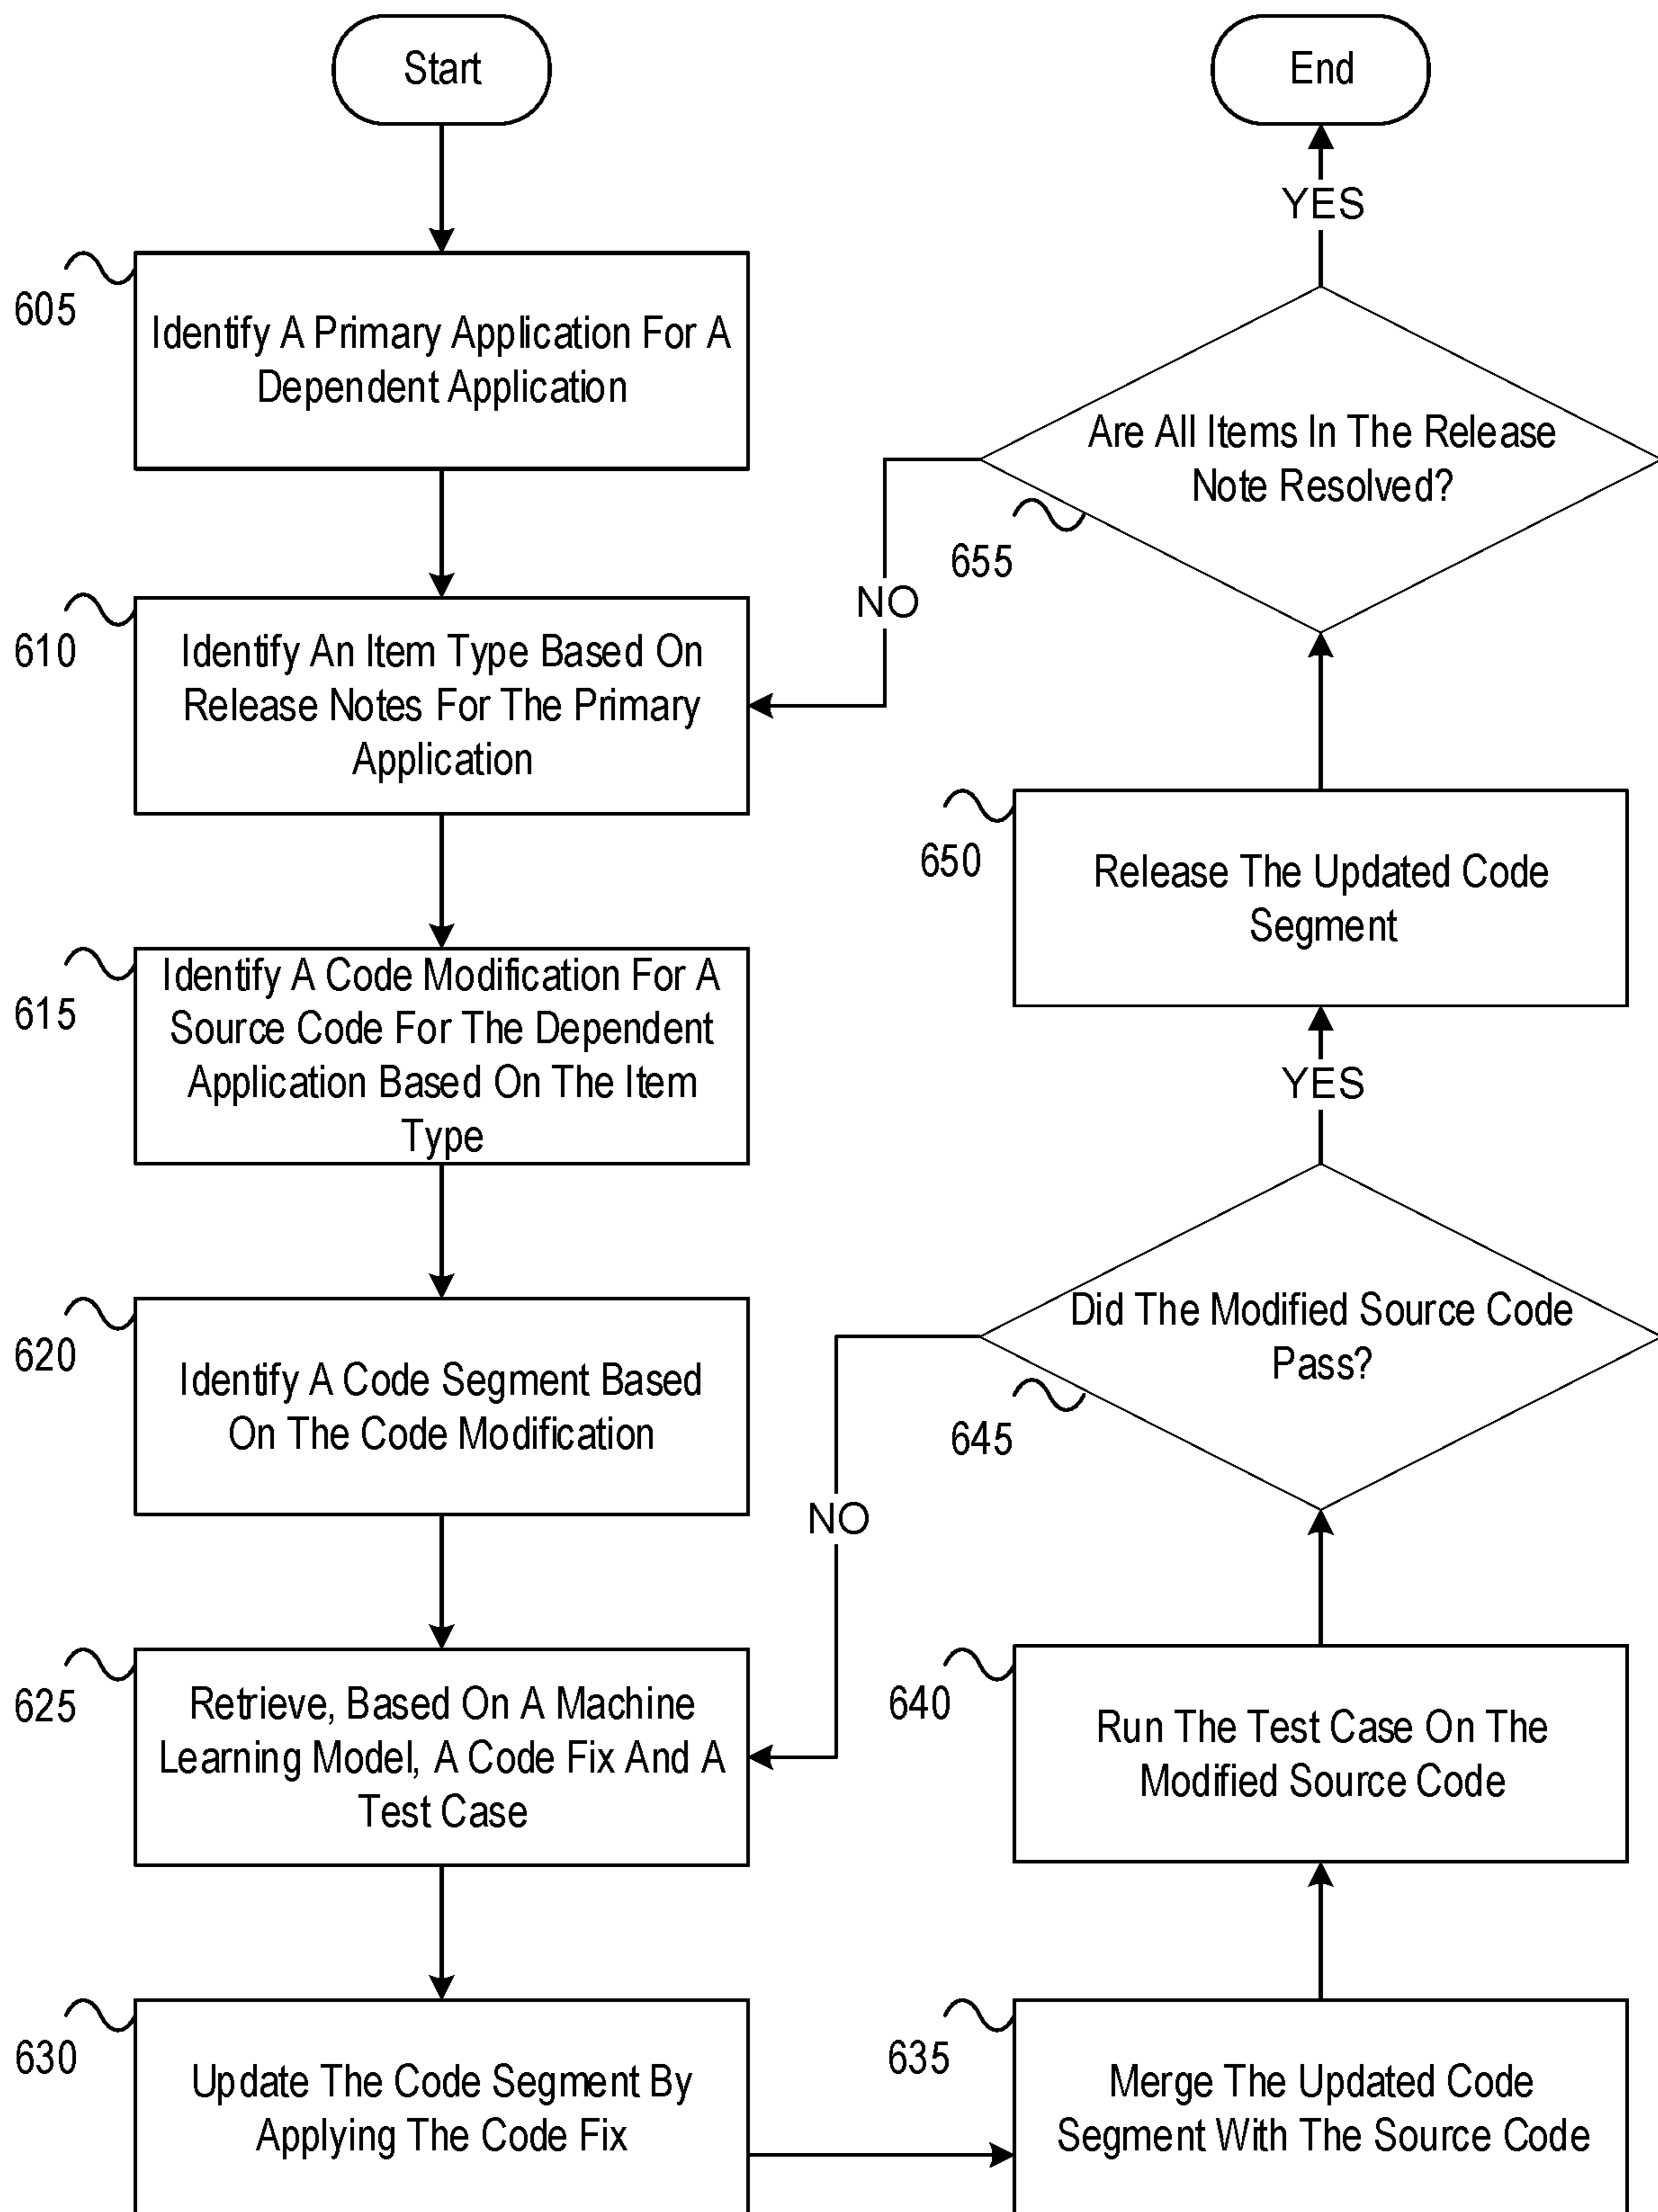 Start
605
Identify A Primary Application For A
Dependent Application
610
Identify An Item Type Based On
Release Notes For The Primary
Application
615
Identify A Code Modification For A
Source Code For The Dependent
Application Based On The Item
Type
620
Identify A Code Segment Based
On The Code Modification
625
Retrieve, Based On A Machine
Learning Model, A Code Fix And A
Test Case
630
Update The Code Segment By
Applying The Code Fix
635
Merge The Updated Code
Segment With The Source Code
640
Run The Test Case On The
Modified Source Code
645
Did The Modified Source Code
Pass?
NO
YES
650
Release The Updated Code
Segment
655
Are All Items In The Release
Note Resolved?
NO
YES
End